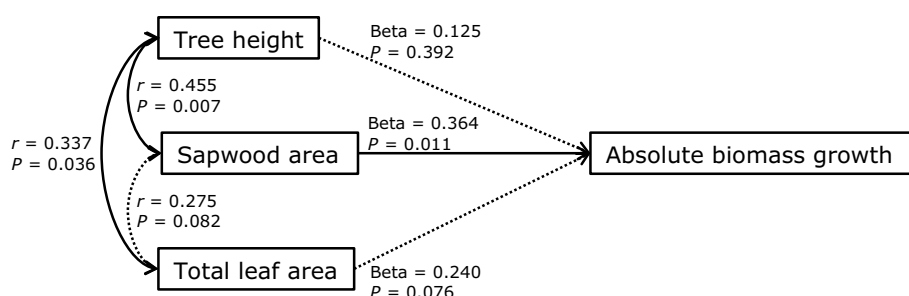 Tree height
Beta = 0.125
P = 0.392
r = 0.455
P = 0.007
r = 0.337
P = 0.036
Sapwood area
Beta = 0.364
P = 0.011
Absolute biomass growth
r = 0.275
P = 0.082
Total leaf area
Beta = 0.240
P = 0.076